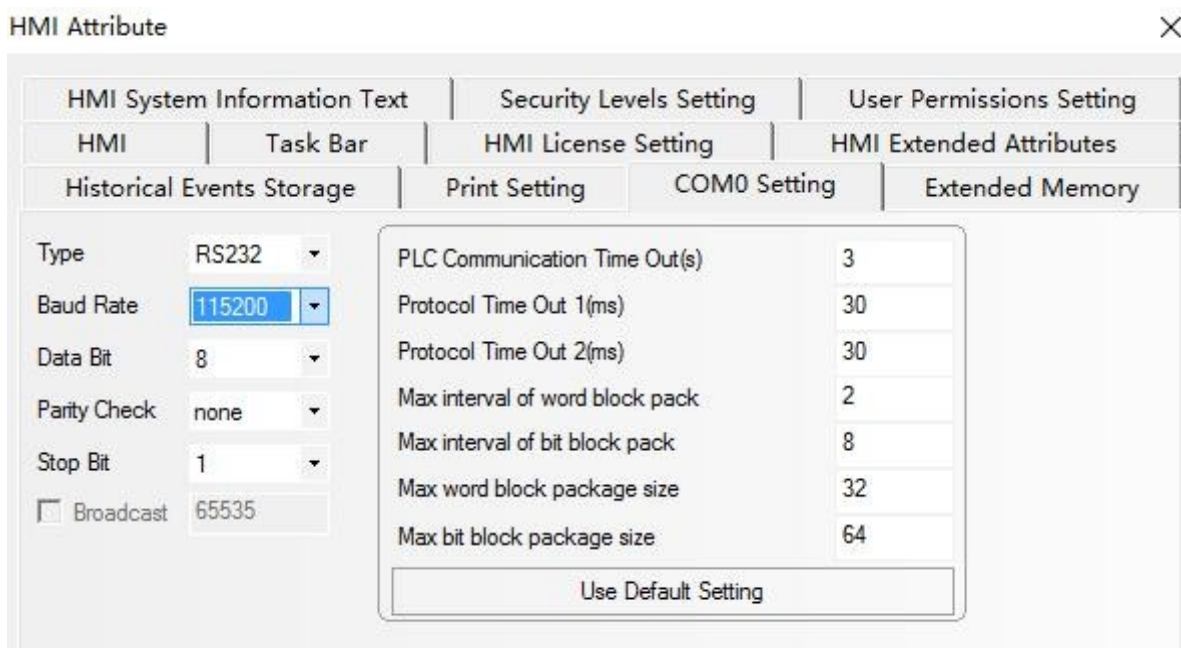 HMI Attribute
HMI System Information Text Security Levels Setting User Permissions Setting
HMI Task Bar HMI License Setting HMI Extended Attributes
Historical Events Storage Print Setting COM0 Setting Extended Memory
Type RS232
Baud Rate 115200
Data Bit 8
Parity Check none
Stop Bit 1
Broadcast 65535
PLC Communication Time Out(s) 3
Protocol Time Out 1(ms) 30
Protocol Time Out 2(ms) 30
Max interval of word block pack 2
Max interval of bit block pack 8
Max word block package size 32
Max bit block package size 64
Use Default Setting